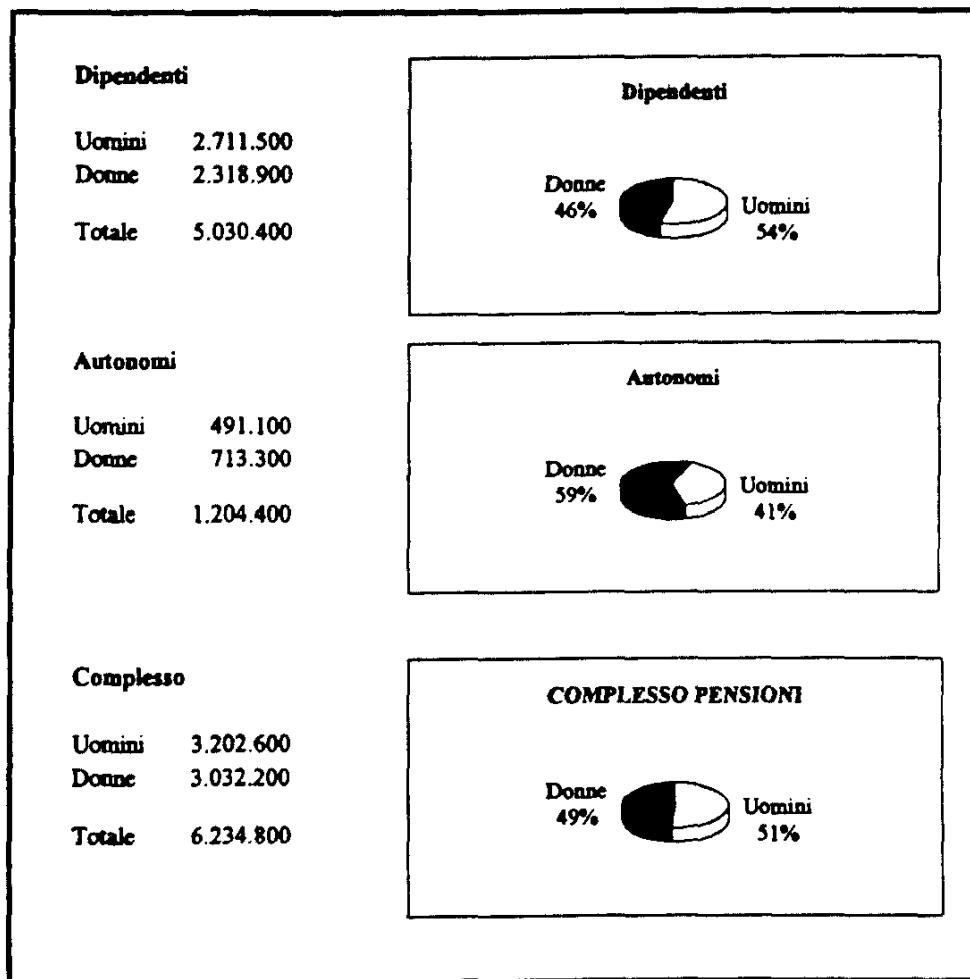 Dipendenti
Uomini 2.711.500
Donne 2.318.900
Totale 5.030.400
Dipendenti
Donne
46%
Uomini
54%
Autonomi
Uomini 491.100
Donne 713.300
Totale 1.204.400
Autonomi
Donne
59%
Uomini
41%
Complesso
Uomini 3.202.600
Donne 3.032.200
Totale 6.234.800
COMPLESSO PENSIONI
Donne
49%
Uomini
51%